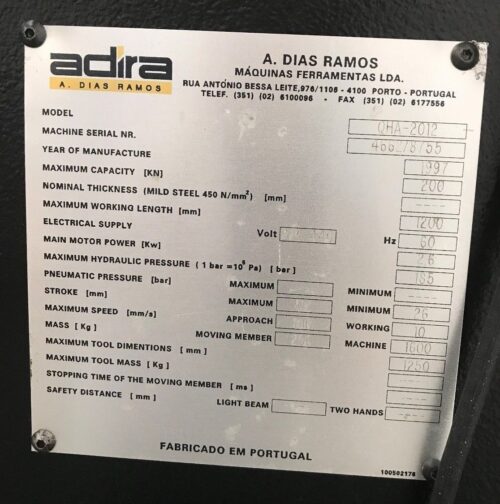 adira
A. DIAS RAMOS
A. DIAS RAMOS
MÁQUINAS FERRAMENTAS LDA.
RUA ANTÓNIO BESSA LEITE,976/1106 - 4100 PORTO - PORTUGAL
TELEF. (351) (02) 6100096 - FAX (351) (02) 6177556
MODEL QHA-2012
MACHINE SERIAL NR.
YEAR OF MANUFACTURE 1997
MAXIMUM CAPACITY [KN] 200
NOMINAL THICKNESS (MILD STEEL 450 N/mm²) [mm] ---
MAXIMUM WORKING LENGTH [mm] 1200
ELECTRICAL SUPPLY Volt Hz 60
MAIN MOTOR POWER [Kw]
MAXIMUM HYDRAULIC PRESSURE ( 1 bar =10⁵ Pa) [ bar ] 185
PNEUMATIC PRESSURE [bar] MAXIMUM --- MINIMUM ---
STROKE [mm] MAXIMUM MINIMUM 26
MAXIMUM SPEED [mm/s] APPROACH WORKING 10
MASS [ Kg ] MOVING MEMBER MACHINE 1600
MAXIMUM TOOL DIMENTIONS [ mm ] 1250
MAXIMUM TOOL MASS [ Kg ] ---
STOPPING TIME OF THE MOVING MEMBER [ ms ] ---
SAFETY DISTANCE [ mm ] LIGHT BEAM --- TWO HANDS ---
FABRICADO EM PORTUGAL
100502176